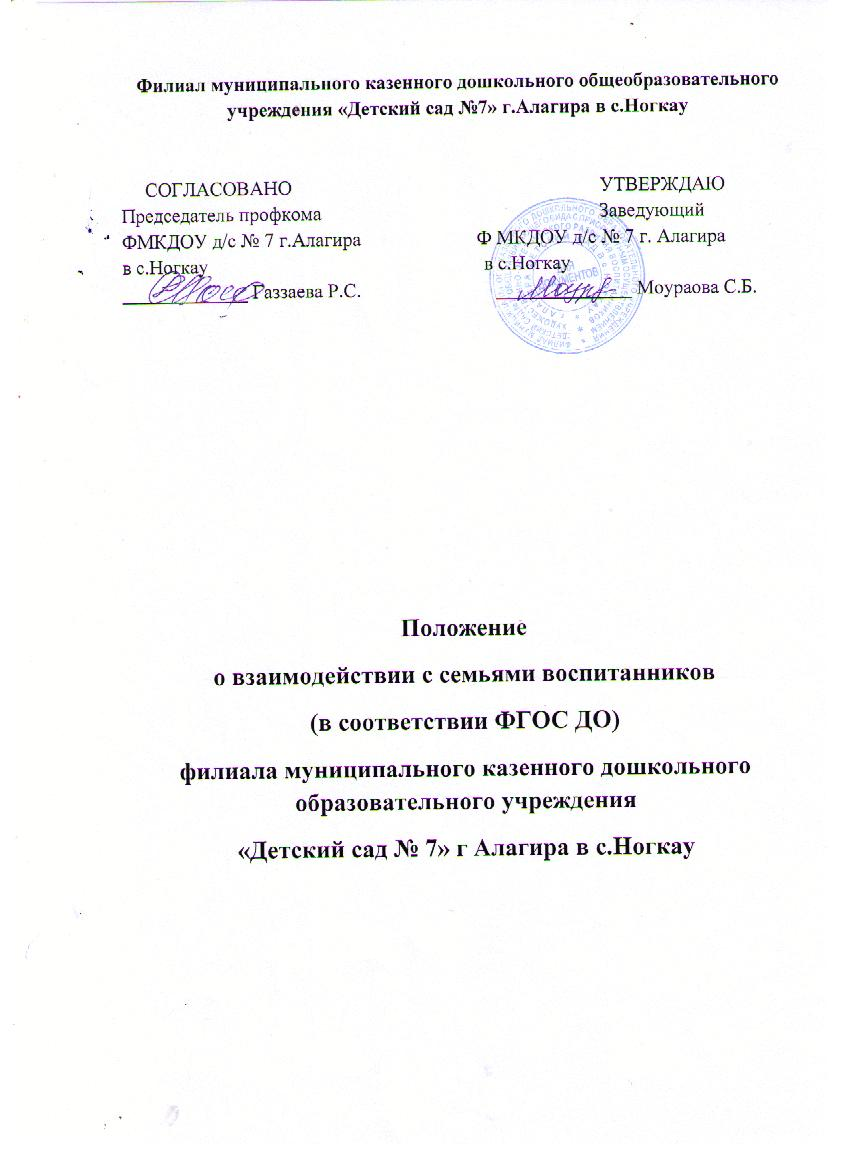 Филиал муниципального казенного дошкольного общеобразовательного
учреждения «Детский сад №7» г.Алагира в с.Ногкау
СОГЛАСОВАНО
Председатель профкома
ФМКДОУ д/с № 7 г.Алагира
в с.Ногкау
Газзаева Р.С.
УТВЕРЖДАЮ
Заведующий
Ф МКДОУ д/с № 7 г. Алагира
в с.Ногкау
Моураова С.Б.
Положение
о взаимодействии с семьями воспитанников
(в соответствии ФГОС ДО)
филиала муниципального казенного дошкольного
образовательного учреждения
«Детский сад № 7» г Алагира в с.Ногкау